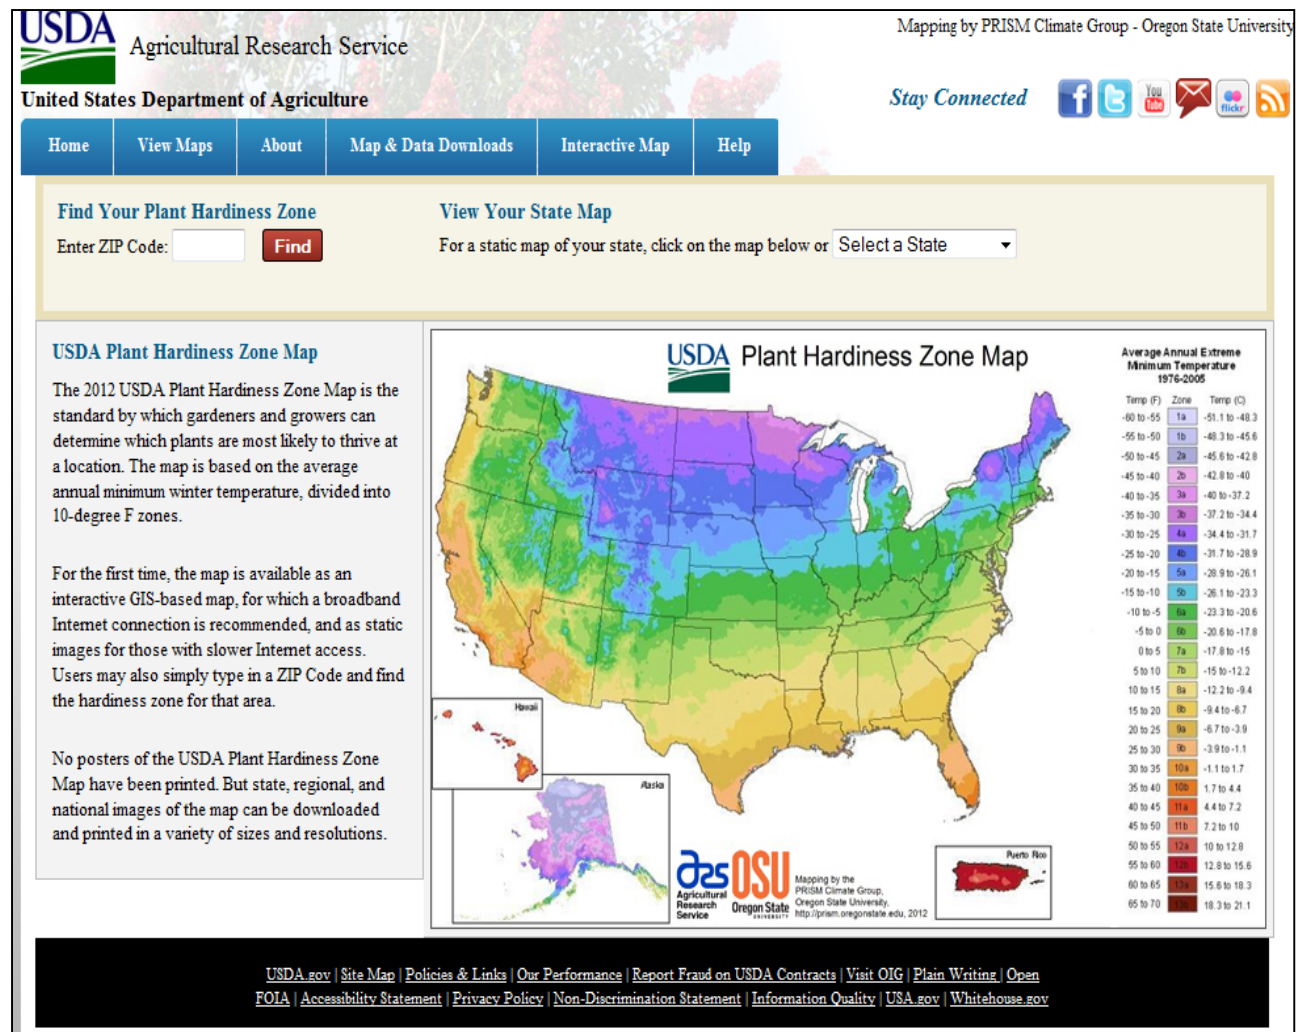 USDA
Agricultural Research Service
Mapping by PRISM Climate Group - Oregon State University
United States Department of Agriculture
Stay Connected
You
Tube
flickr
Home
View Maps
About
Map & Data Downloads
Interactive Map
Help
Find Your Plant Hardiness Zone
Enter ZIP Code:
Find
View Your State Map
For a static map of your state, click on the map below or Select a State
USDA Plant Hardiness Zone Map
The 2012 USDA Plant Hardiness Zone Map is the
standard by which gardeners and growers can
determine which plants are most likely to thrive at
a location. The map is based on the average
annual minimum winter temperature, divided into
10-degree F zones.
For the first time, the map is available as an
interactive GIS-based map, for which a broadband
Internet connection is recommended, and as static
images for those with slower Internet access.
Users may also simply type in a ZIP Code and find
the hardiness zone for that area.
No posters of the USDA Plant Hardiness Zone
Map have been printed. But state, regional, and
national images of the map can be downloaded
and printed in a variety of sizes and resolutions.
USDA Plant Hardiness Zone Map
Average Annual Extreme
Minimum Temperature
1976-2005
Temp (F) Zone Temp (C)
-60 to -55 1a -51.1 to -48.3
-55 to -50 1b -48.3 to -45.6
-50 to -45 2a -45.6 to -42.8
-45 to -40 2b -42.8 to -40
-40 to -35 3a -40 to -37.2
-35 to -30 3b -37.2 to -34.4
-30 to -25 4a -34.4 to -31.7
-25 to -20 4b -31.7 to -28.9
-20 to -15 5a -28.9 to -26.1
-15 to -10 5b -26.1 to -23.3
-10 to -5 6a -23.3 to -20.6
-5 to 0 6b -20.6 to -17.8
0 to 5 7a -17.8 to -15
5 to 10 7b -15 to -12.2
10 to 15 8a -12.2 to -9.4
15 to 20 8b -9.4 to -6.7
20 to 25 9a -6.7 to -3.9
25 to 30 9b -3.9 to -1.1
30 to 35 10a -1.1 to 1.7
35 to 40 10b 1.7 to 4.4
40 to 45 11a 4.4 to 7.2
45 to 50 11b 7.2 to 10
50 to 55 12a 10 to 12.8
55 to 60 12b 12.8 to 15.6
60 to 65 13a 15.6 to 18.3
65 to 70 13b 18.3 to 21.1
Hawaii
Alaska
Puerto Rico
ars
Agricultural
Research
Service
OSU
Oregon State
UNIVERSITY
Mapping by the
PRISM Climate Group,
Oregon State University,
http://prism.oregonstate.edu, 2012
USDA.gov | Site Map | Policies & Links | Our Performance | Report Fraud on USDA Contracts | Visit OIG | Plain Writing | Open
FOIA | Accessibility Statement | Privacy Policy | Non-Discrimination Statement | Information Quality | USA.gov | Whitehouse.gov